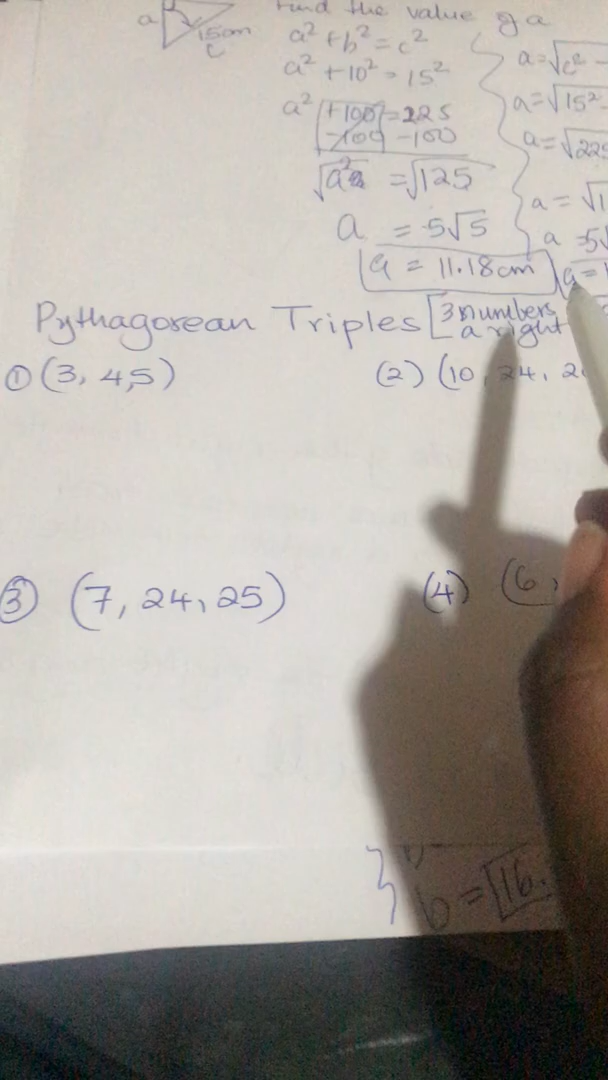 Find the value of a
a
15cm
c
a² + b² = c²
a² + 10² = 15²
a² +100 = 225
-100 -100
√a² = √125
a = 5√5
a = 11.18cm
a = √c² -
a = √15²
a = √225
a = √1
a = 5√
a = 1
Pythagorean Triples [3 numbers
a right
① (3, 4,5)
(2) (10, 24, 2
③ (7, 24, 25)
(4) (6,
b = √16.